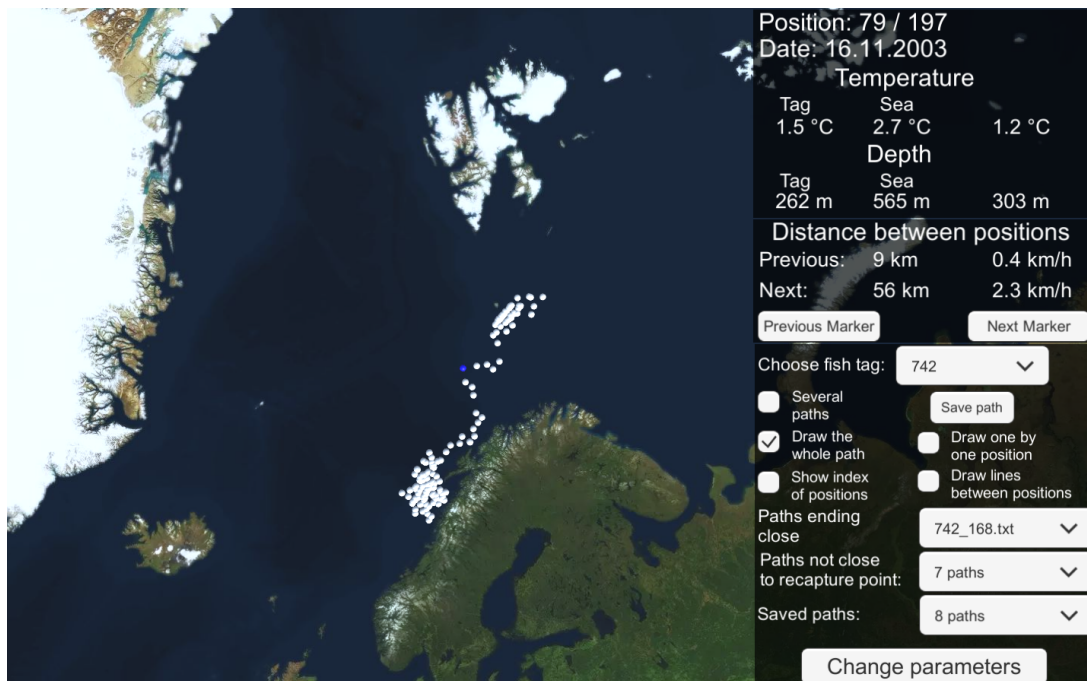 Position: 79 / 197
Date: 16.11.2003
Temperature
Tag Sea
1.5 °C 2.7 °C 1.2 °C
Depth
Tag Sea
262 m 565 m 303 m
Distance between positions
Previous: 9 km 0.4 km/h
Next: 56 km 2.3 km/h
Previous Marker Next Marker
Choose fish tag: 742
Several
paths
Save path
Draw the
whole path
Draw one by
one position
Show index
of positions
Draw lines
between positions
Paths ending
close
742_168.txt
Paths not close
to recapture point:
7 paths
Saved paths: 8 paths
Change parameters